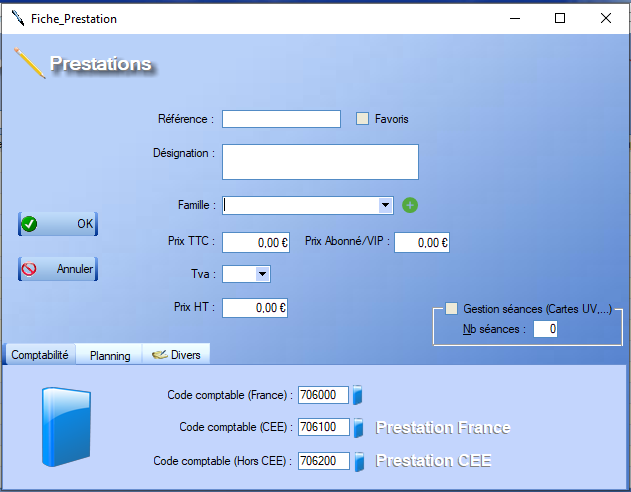 Fiche_Prestation
Prestations
Référence :
Favoris
Désignation :
Famille :
OK
Prix TTC : 0,00 € Prix Abonné/VIP : 0,00 €
Annuler
Tva :
Prix HT : 0,00 €
Gestion séances (Cartes UV,...)
Nb séances : 0
Comptabilité Planning Divers
Code comptable (France) : 706000
Code comptable (CEE) : 706100 Prestation France
Code comptable (Hors CEE) : 706200 Prestation CEE